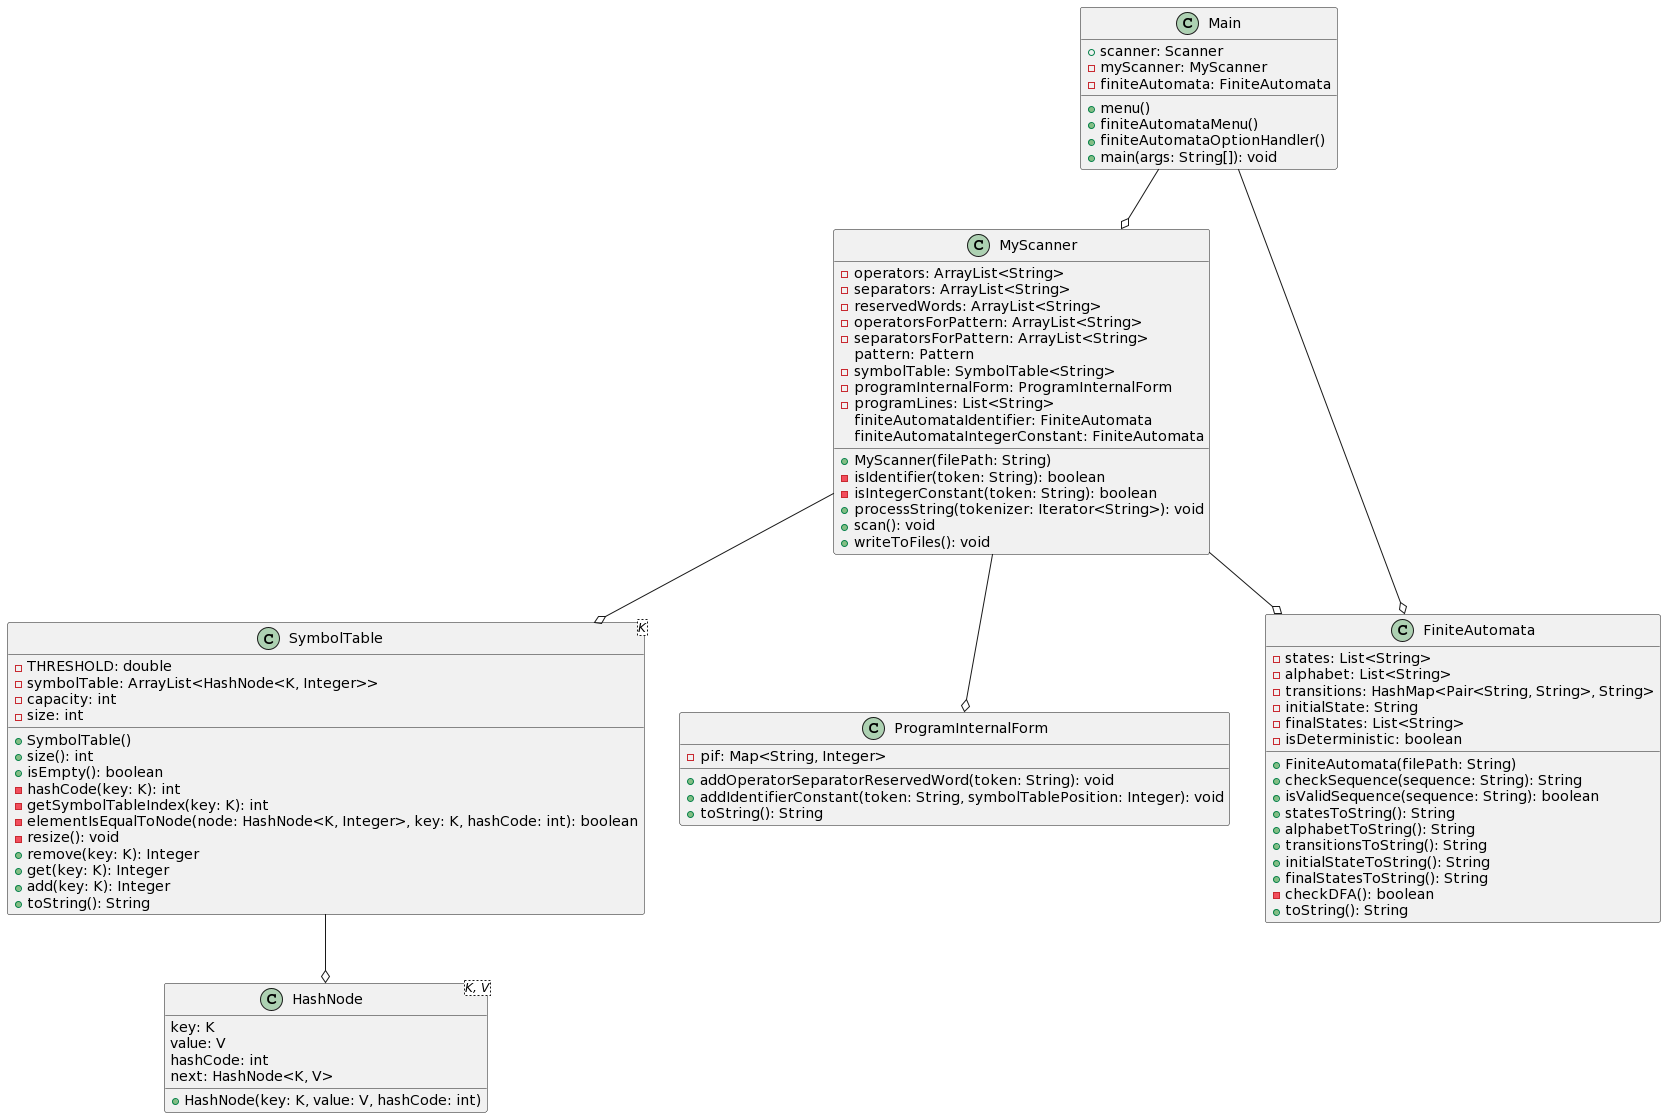 C Main
scanner: Scanner
myScanner: MyScanner
finiteAutomata: FiniteAutomata
menu()
finiteAutomataMenu()
finiteAutomataOptionHandler()
main(args: String[]): void
C MyScanner
operators: ArrayList<String>
separators: ArrayList<String>
reservedWords: ArrayList<String>
operatorsForPattern: ArrayList<String>
separatorsForPattern: ArrayList<String>
pattern: Pattern
symbolTable: SymbolTable<String>
programInternalForm: ProgramInternalForm
programLines: List<String>
finiteAutomataIdentifier: FiniteAutomata
finiteAutomataIntegerConstant: FiniteAutomata
MyScanner(filePath: String)
isIdentifier(token: String): boolean
isIntegerConstant(token: String): boolean
processString(tokenizer: Iterator<String>): void
scan(): void
writeToFiles(): void
C SymbolTable
K
THRESHOLD: double
symbolTable: ArrayList<HashNode<K, Integer>>
capacity: int
size: int
SymbolTable()
size(): int
isEmpty(): boolean
hashCode(key: K): int
getSymbolTableIndex(key: K): int
elementIsEqualToNode(node: HashNode<K, Integer>, key: K, hashCode: int): boolean
resize(): void
remove(key: K): Integer
get(key: K): Integer
add(key: K): Integer
toString(): String
C ProgramInternalForm
pif: Map<String, Integer>
addOperatorSeparatorReservedWord(token: String): void
addIdentifierConstant(token: String, symbolTablePosition: Integer): void
toString(): String
C FiniteAutomata
states: List<String>
alphabet: List<String>
transitions: HashMap<Pair<String, String>, String>
initialState: String
finalStates: List<String>
isDeterministic: boolean
FiniteAutomata(filePath: String)
checkSequence(sequence: String): String
isValidSequence(sequence: String): boolean
statesToString(): String
alphabetToString(): String
transitionsToString(): String
initialStateToString(): String
finalStatesToString(): String
checkDFA(): boolean
toString(): String
C HashNode
K, V
key: K
value: V
hashCode: int
next: HashNode<K, V>
HashNode(key: K, value: V, hashCode: int)